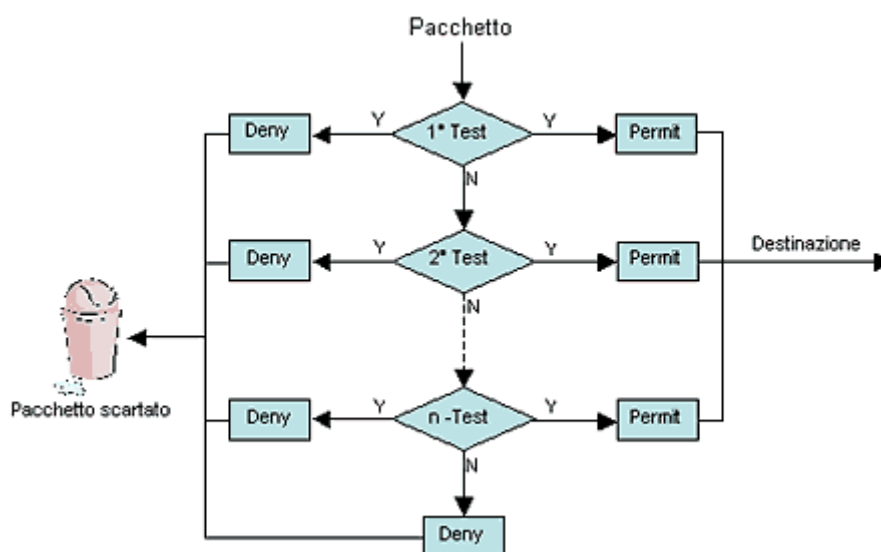 Pacchetto
Deny
Y
1° Test
Y
Permit
N
Deny
Y
2° Test
Y
Permit
Destinazione
N
Pacchetto scartato
Deny
Y
n -Test
Y
Permit
N
Deny